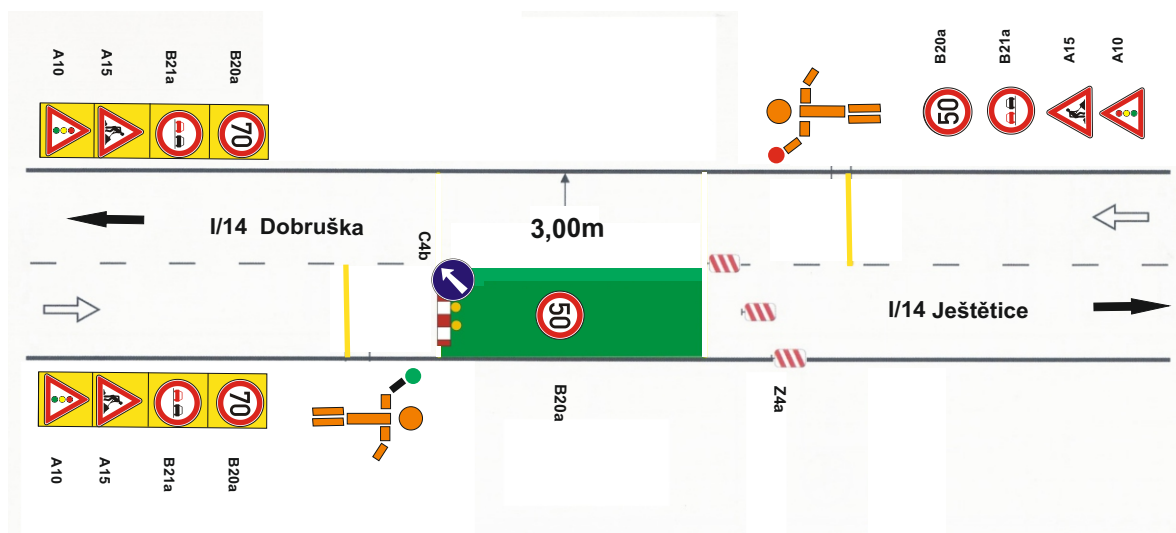 A10 A15 B21a B20a
B20a B21a A15 A10
70
50
I/14 Dobruška
C4b
3,00m
50
I/14 Ještětice
70
A10 A15 B21a B20a
B20a
Z4a